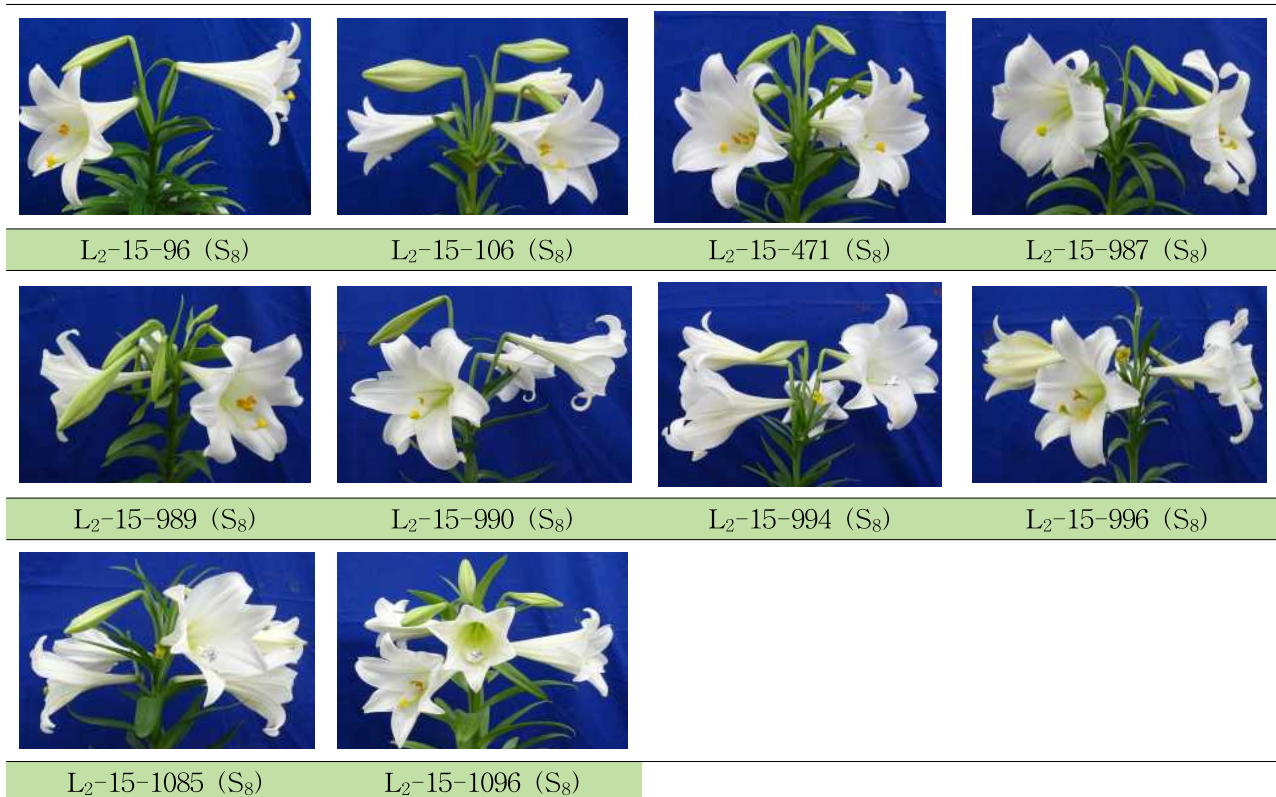 L₂-15-96 (S₈) L₂-15-106 (S₈) L₂-15-471 (S₈) L₂-15-987 (S₈)
L₂-15-989 (S₈) L₂-15-990 (S₈) L₂-15-994 (S₈) L₂-15-996 (S₈)
L₂-15-1085 (S₈) L₂-15-1096 (S₈)